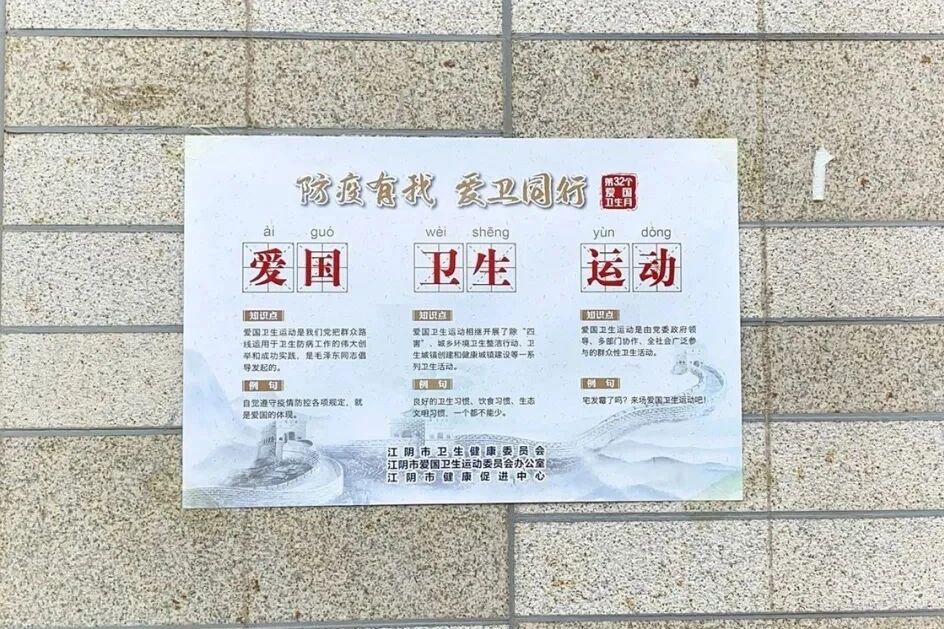 防疫有我 爱卫同行
第32个
爱国
卫生月
ài guó
爱国
知识点
爱国卫生运动是我们党把群众路
线运用于卫生防病工作的伟大创
举和成功实践，是毛泽东同志倡
导发起的。
例 句
自觉遵守疫情防控各项规定，就
是爱国的体现。
wèi shēng
卫生
知识点
爱国卫生运动相继开展了除“四
害”、城乡环境卫生整洁行动、卫
生城镇创建和健康城镇建设等一系
列卫生活动。
例 句
良好的卫生习惯、饮食习惯、生态
文明习惯，一个都不能少。
yùn dòng
运动
知识点
爱国卫生运动是由党委政府领
导、多部门协作、全社会广泛参
与的群众性卫生活动。
例 句
宅发霉了吗？来场爱国卫生运动吧！
江阴市卫生健康委员会
江阴市爱国卫生运动委员会办公室
江阴市健康促进中心